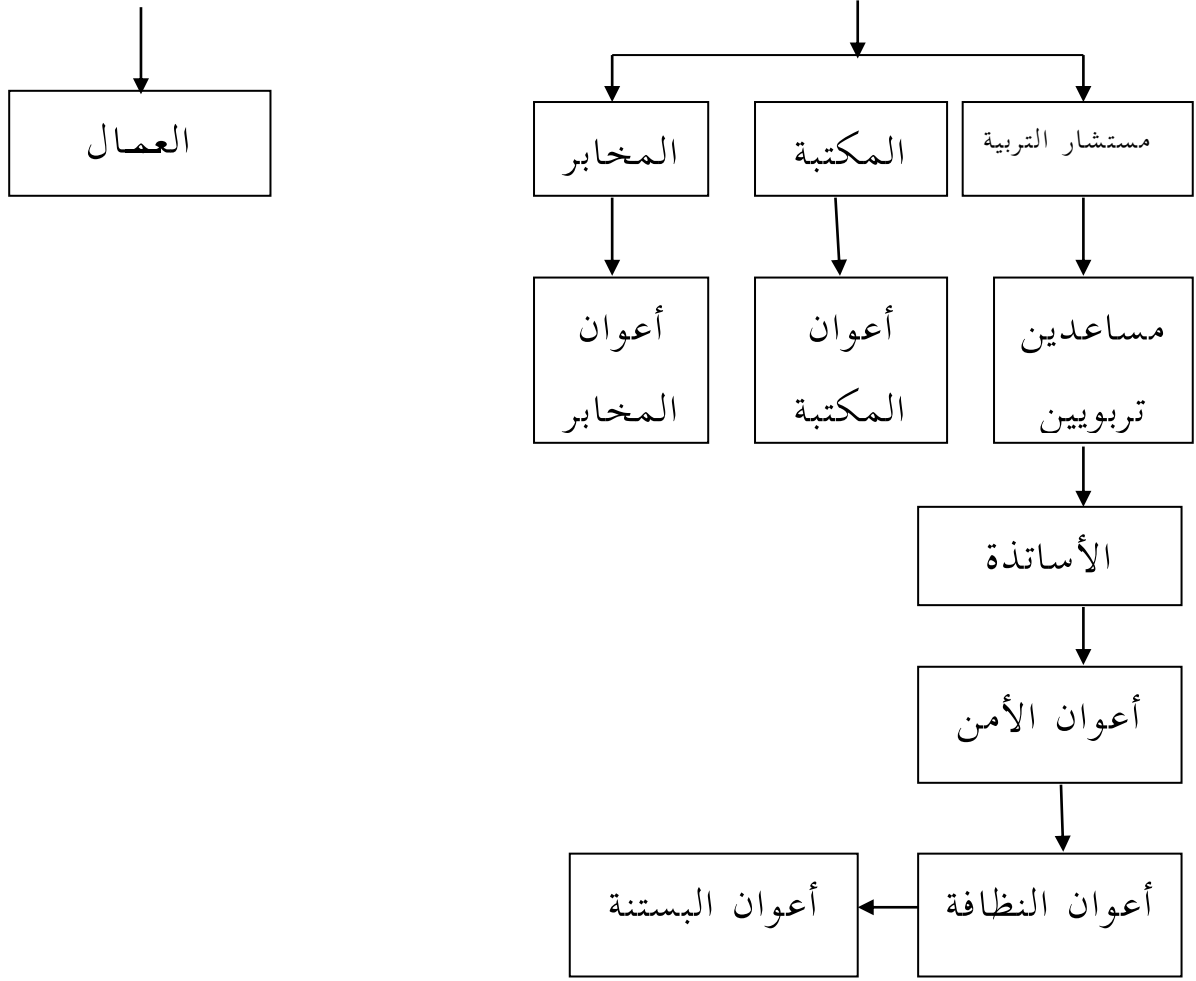 مستشار التربية
المكتبة
المخابر
العمال
مساعدين
تربويين
أعوان
المكتبة
أعوان
المخابر
الأساتذة
أعوان الأمن
أعوان النظافة
أعوان البستنة